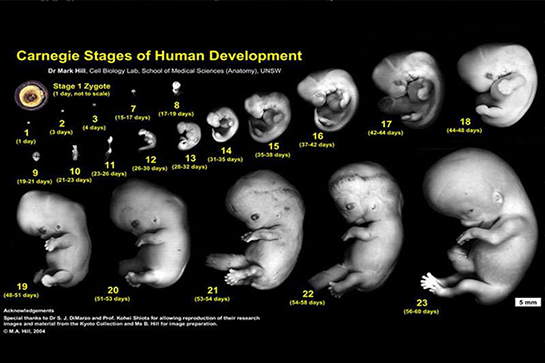 Carnegie Stages of Human Development
Dr Mark Hill, Cell Biology Lab, School of Medical Sciences (Anatomy), UNSW
Stage 1 Zygote
(1 day, not to scale)
1
(1 day)
2
(3 days)
3
(4 days)
7
(15-17 days)
8
(17-19 days)
9
(19-21 days)
10
(21-23 days)
11
(23-26 days)
12
(26-30 days)
13
(28-32 days)
14
(31-35 days)
15
(35-38 days)
16
(37-42 days)
17
(42-44 days)
18
(44-48 days)
19
(48-51 days)
20
(51-53 days)
21
(53-54 days)
22
(54-58 days)
23
(56-60 days)
5 mm
Acknowledgements
Special thanks to Dr S. J. DiMarzo and Prof. Kohei Shiota for allowing reproduction of their research
images and material from the Kyoto Collection and Ms B. Hill for image preparation.
© M.A. Hill, 2004